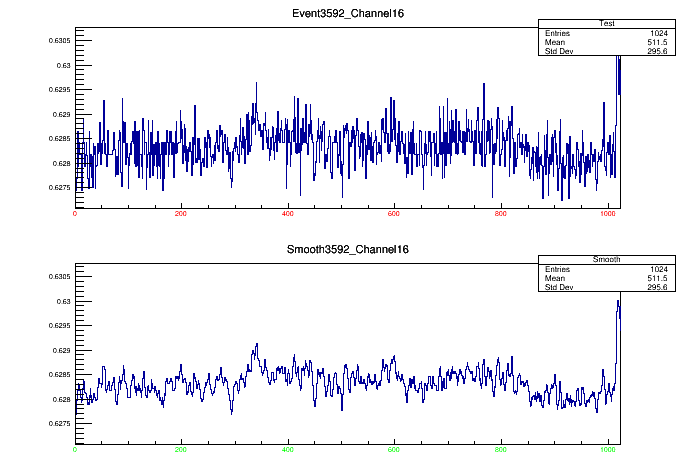 Event3592_Channel16
Test
Entries 1024
Mean 511.5
Std Dev 295.6
0.6305
0.63
0.6295
0.629
0.6285
0.628
0.6275
0 200 400 600 800 1000
Smooth3592_Channel16
Smooth
Entries 1024
Mean 511.5
Std Dev 295.6
0.6305
0.63
0.6295
0.629
0.6285
0.628
0.6275
0 200 400 600 800 1000